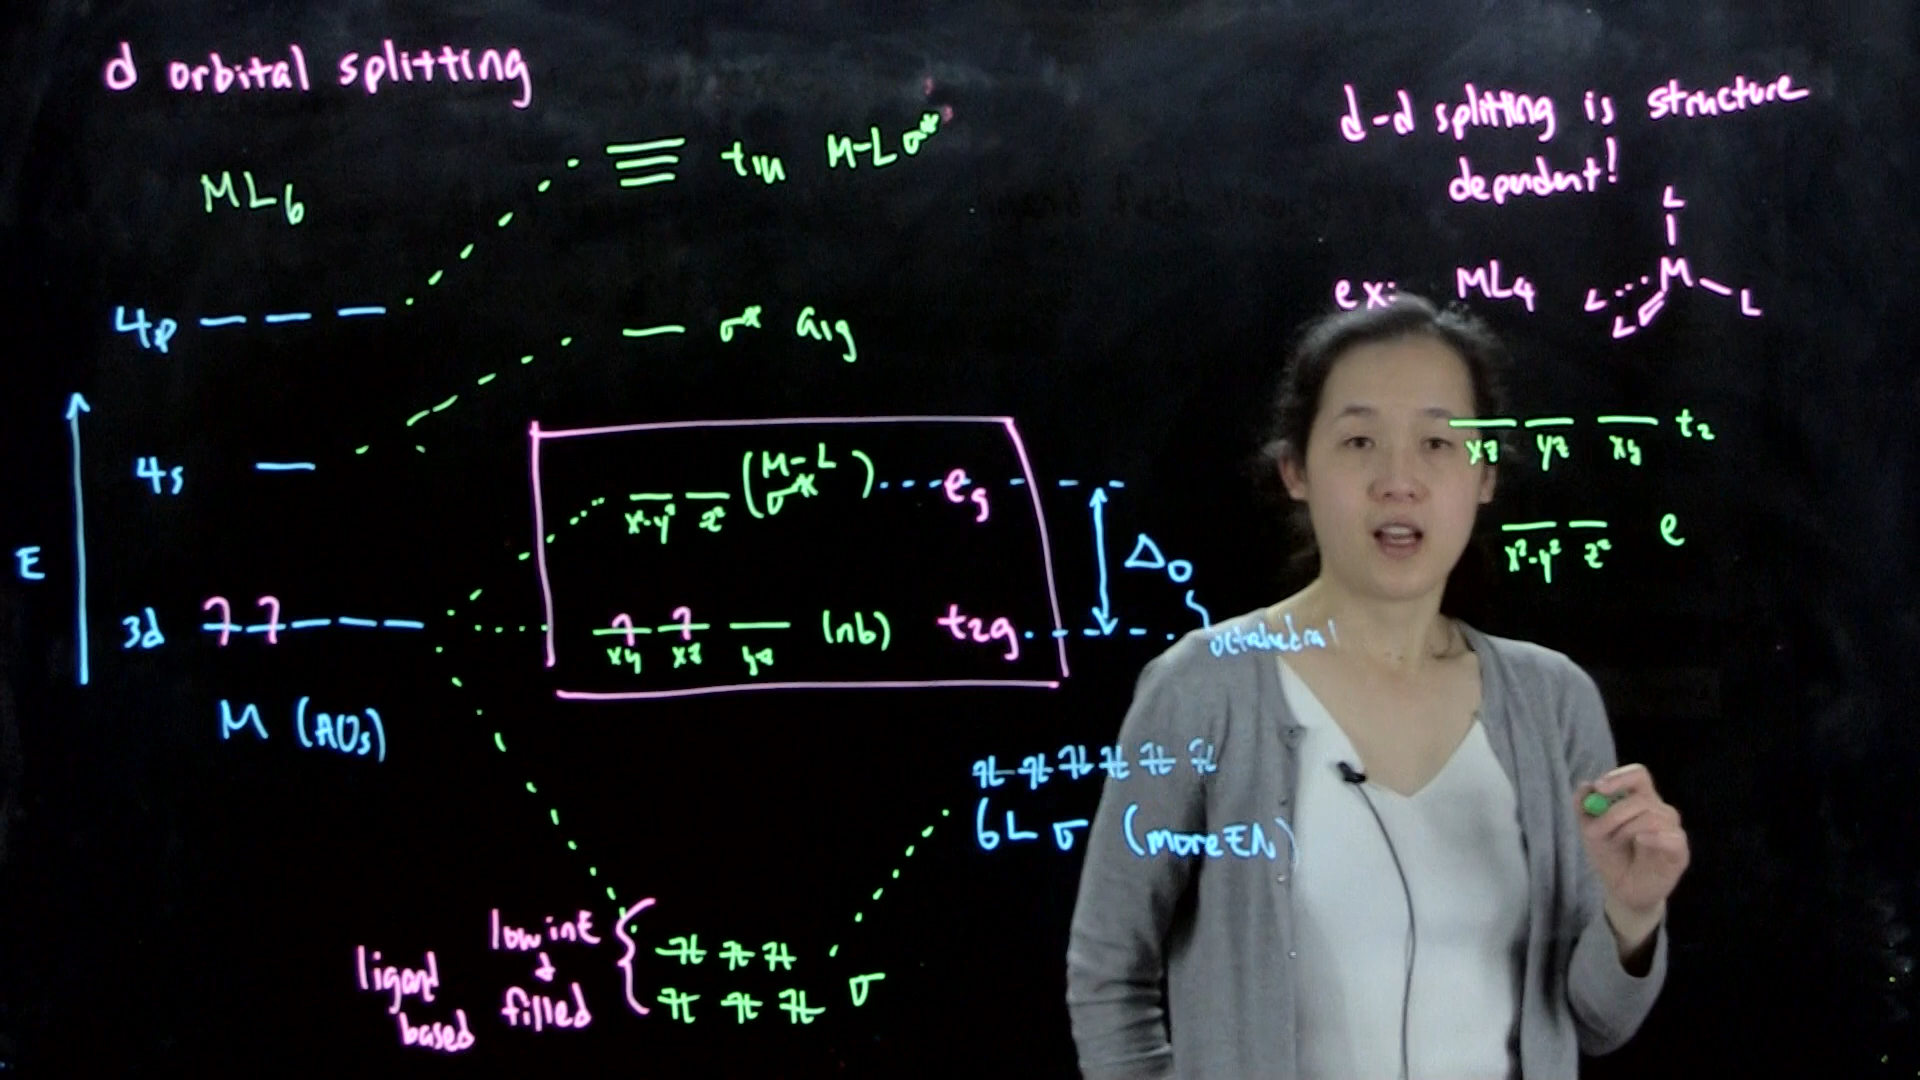 d orbital splitting
ML6
t1u M-L σ*
4p
σ* a1g
4s
x²-y² z² (M-L σ*) eg
Δo
octahedral
E
3d
xy xz yz (nb) t2g
M (AOs)
6L σ (more EN)
ligand based
low in E & filled
σ
d-d splitting is structure
dependent!
ex: ML4
L
M
L L L
xz yz xy t2
x²-y² z² e